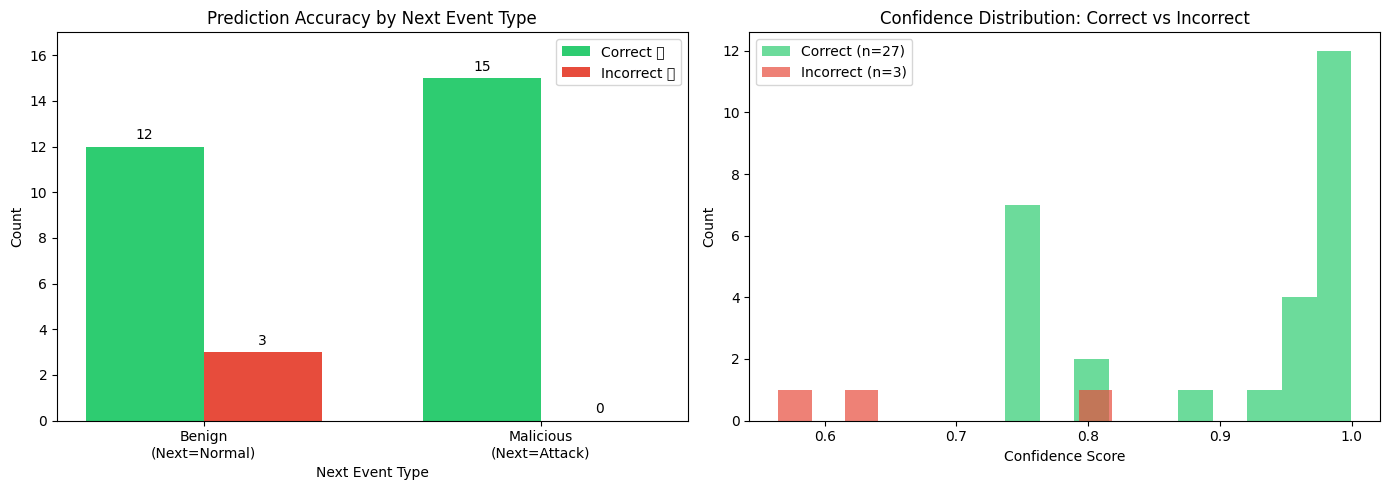 Prediction Accuracy by Next Event Type
Correct ▯
Incorrect ▯
16
14
12
10
8
6
4
2
0
Count
12
3
15
0
Benign
(Next=Normal)
Malicious
(Next=Attack)
Next Event Type
Confidence Distribution: Correct vs Incorrect
Correct (n=27)
Incorrect (n=3)
12
10
8
6
4
2
0
Count
0.6
0.7
0.8
0.9
1.0
Confidence Score